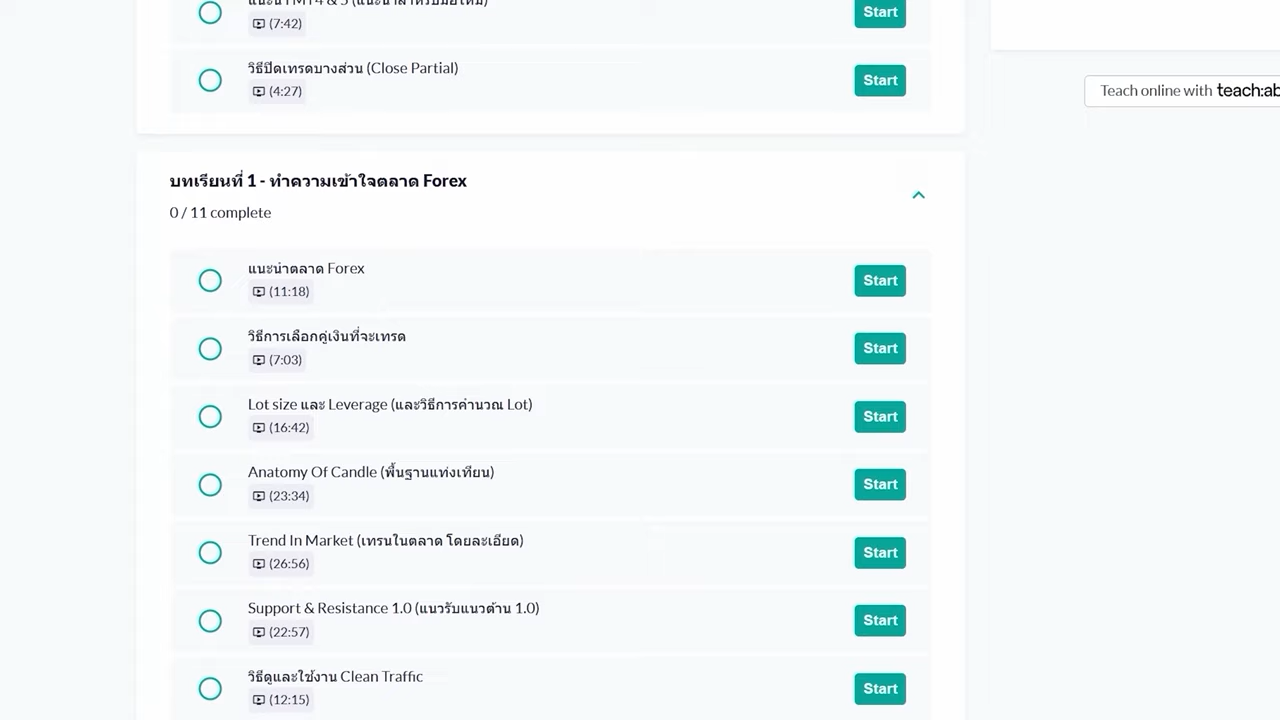 (7:42)
Start
วิธีปิดเทรดบางส่วน (Close Partial)
(4:27)
Start
Teach online with teach:ab
บทเรียนที่ 1 - ทำความเข้าใจตลาด Forex
0 / 11 complete
แนะนำตลาด Forex
(11:18)
Start
วิธีการเลือกคู่เงินที่จะเทรด
(7:03)
Start
Lot size และ Leverage (และวิธีการคำนวณ Lot)
(16:42)
Start
Anatomy Of Candle (พื้นฐานแท่งเทียน)
(23:34)
Start
Trend In Market (เทรนในตลาด โดยละเอียด)
(26:56)
Start
Support & Resistance 1.0 (แนวรับแนวต้าน 1.0)
(22:57)
Start
วิธีดูและใช้งาน Clean Traffic
(12:15)
Start